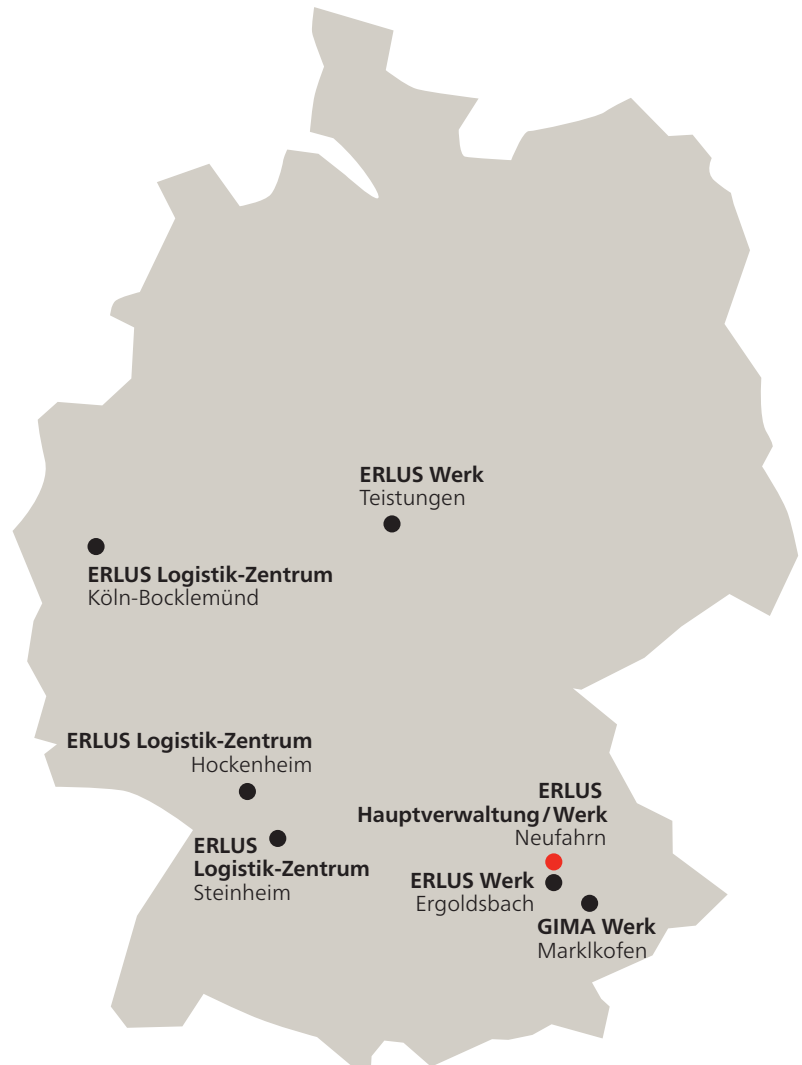 ERLUS Werk
Teistungen
ERLUS Logistik-Zentrum
Köln-Bocklemünd
ERLUS Logistik-Zentrum
Hockenheim
ERLUS
Logistik-Zentrum
Steinheim
ERLUS
Hauptverwaltung/Werk
Neufahrn
ERLUS Werk
Ergoldsbach
GIMA Werk
Marklkofen